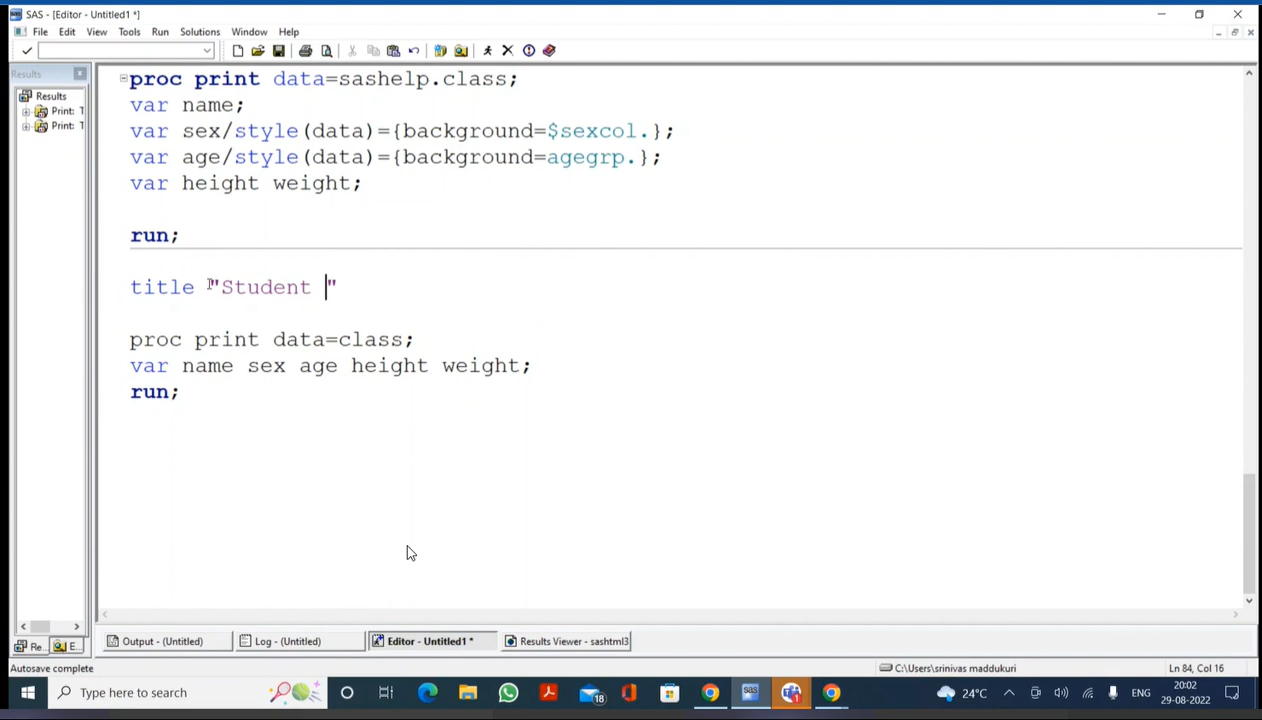 SAS - [Editor - Untitled1 *]
File Edit View Tools Run Solutions Window Help
Results
Results
Print: T
Print: T
proc print data=sashelp.class;
var name;
var sex/style(data)={background=$sexcol.};
var age/style(data)={background=agegrp.};
var height weight;
run;
title "Student "
proc print data=class;
var name sex age height weight;
run;
Re... E...
Output - (Untitled) Log - (Untitled) Editor - Untitled1 * Results Viewer - sashtml3
Autosave complete C:\Users\srinivas maddukuri Ln 84, Col 16
Type here to search 18 sas 1 24°C ENG 20:02
29-08-2022